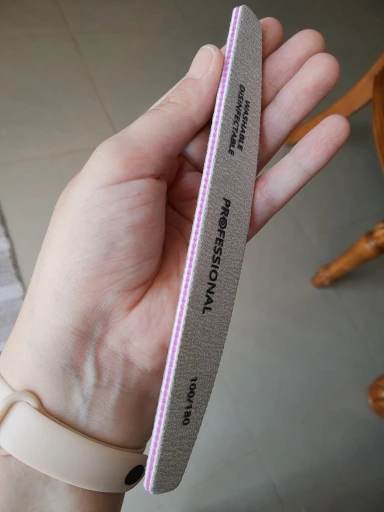 WASHABLE
DISINFECTABLE
PROFESSIONAL
100/180